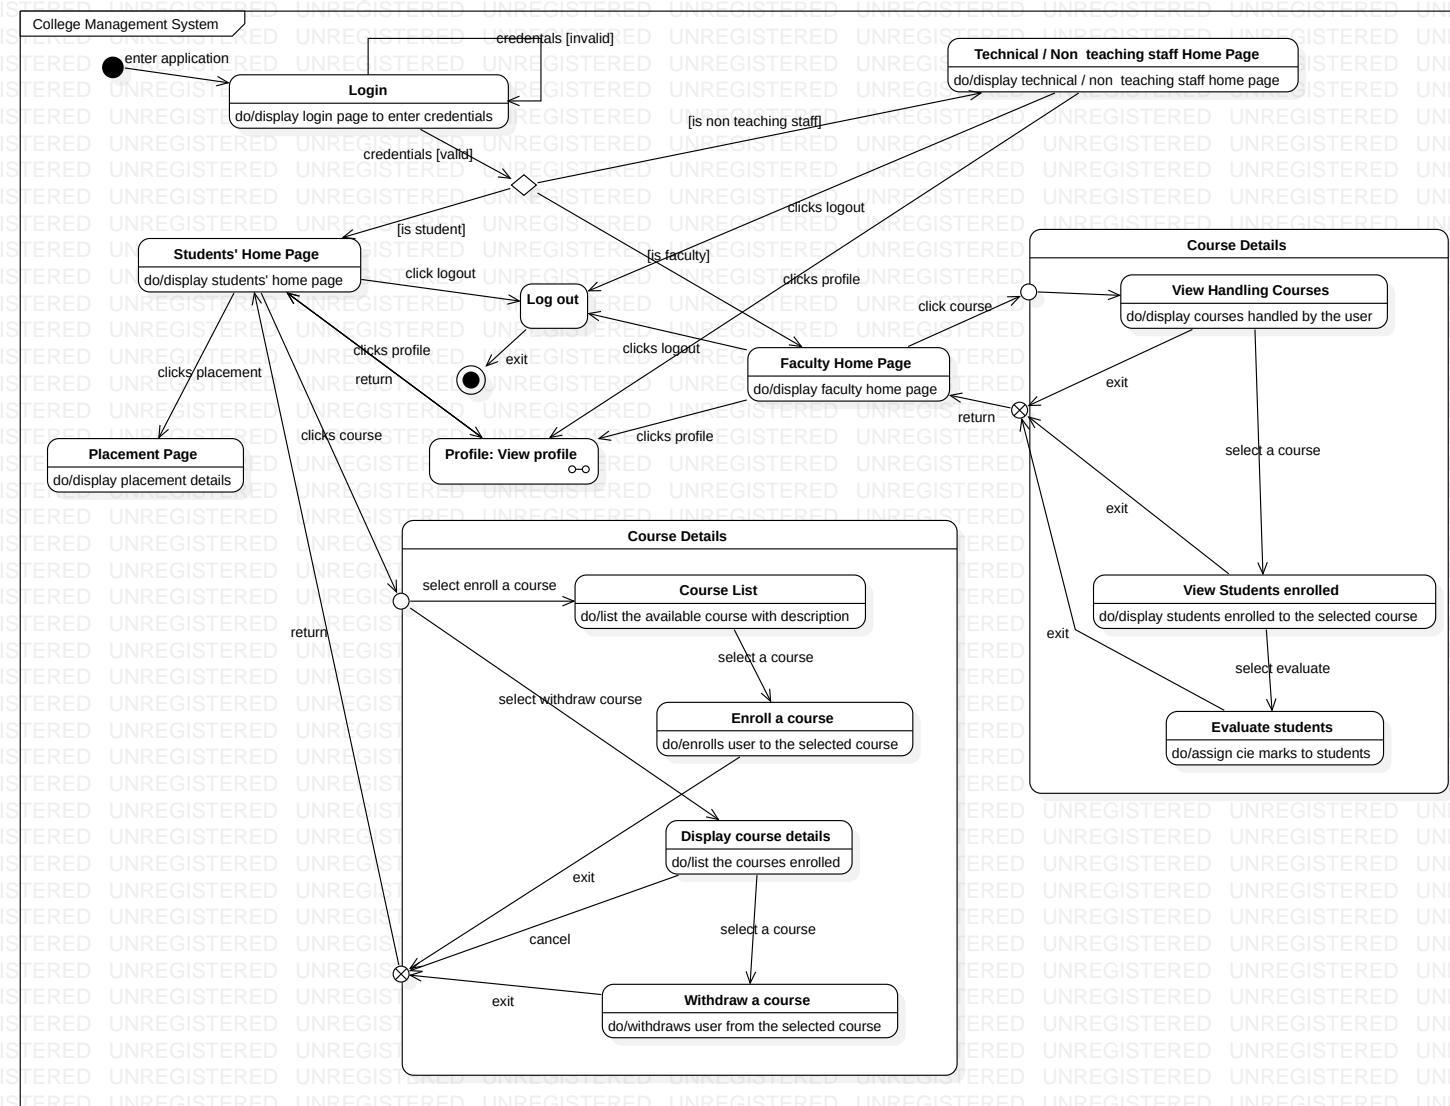 College Management System
enter application
credentials [invalid]
Login
do/display login page to enter credentials
credentials [valid]
Technical / Non  teaching staff Home Page
do/display technical / non  teaching staff home page
[is non teaching staff]
[is student]
[is faculty]
clicks logout
clicks profile
Students' Home Page
do/display students' home page
click logout
Log out
exit
clicks logout
Faculty Home Page
do/display faculty home page
click course
return
clicks profile
clicks profile
return
clicks placement
clicks course
Placement Page
do/display placement details
Profile: View profile
return
Course Details
View Handling Courses
do/display courses handled by the user
exit
select a course
exit
View Students enrolled
do/display students enrolled to the selected course
exit
select evaluate
Evaluate students
do/assign cie marks to students
Course Details
select enroll a course
Course List
do/list the available course with description
select a course
select withdraw course
Enroll a course
do/enrolls user to the selected course
Display course details
do/list the courses enrolled
exit
cancel
select a course
exit
Withdraw a course
do/withdraws user from the selected course
UNREGISTERED